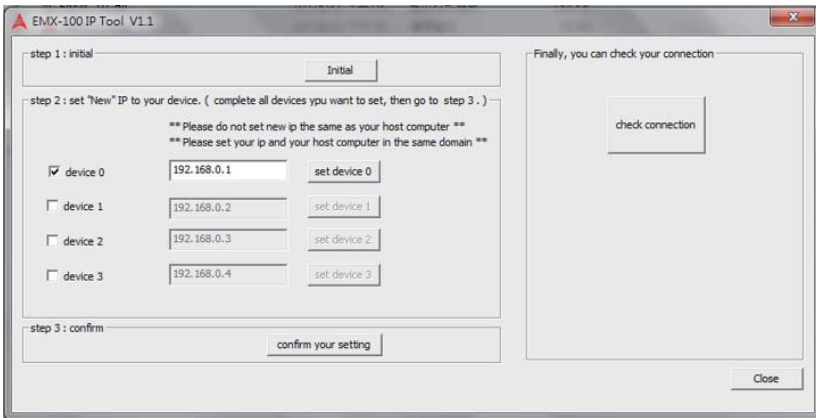 EMX-100 IP Tool V1.1
step 1 : initial
Initial
step 2 : set "New" IP to your device. ( complete all devices ypu want to set, then go to step 3 . )
** Please do not set new ip the same as your host computer **
** Please set your ip and your host computer in the same domain **
device 0
192.168.0.1
set device 0
device 1
192.168.0.2
set device 1
device 2
192.168.0.3
set device 2
device 3
192.168.0.4
set device 3
step 3 : confirm
confirm your setting
Finally, you can check your connection
check connection
Close